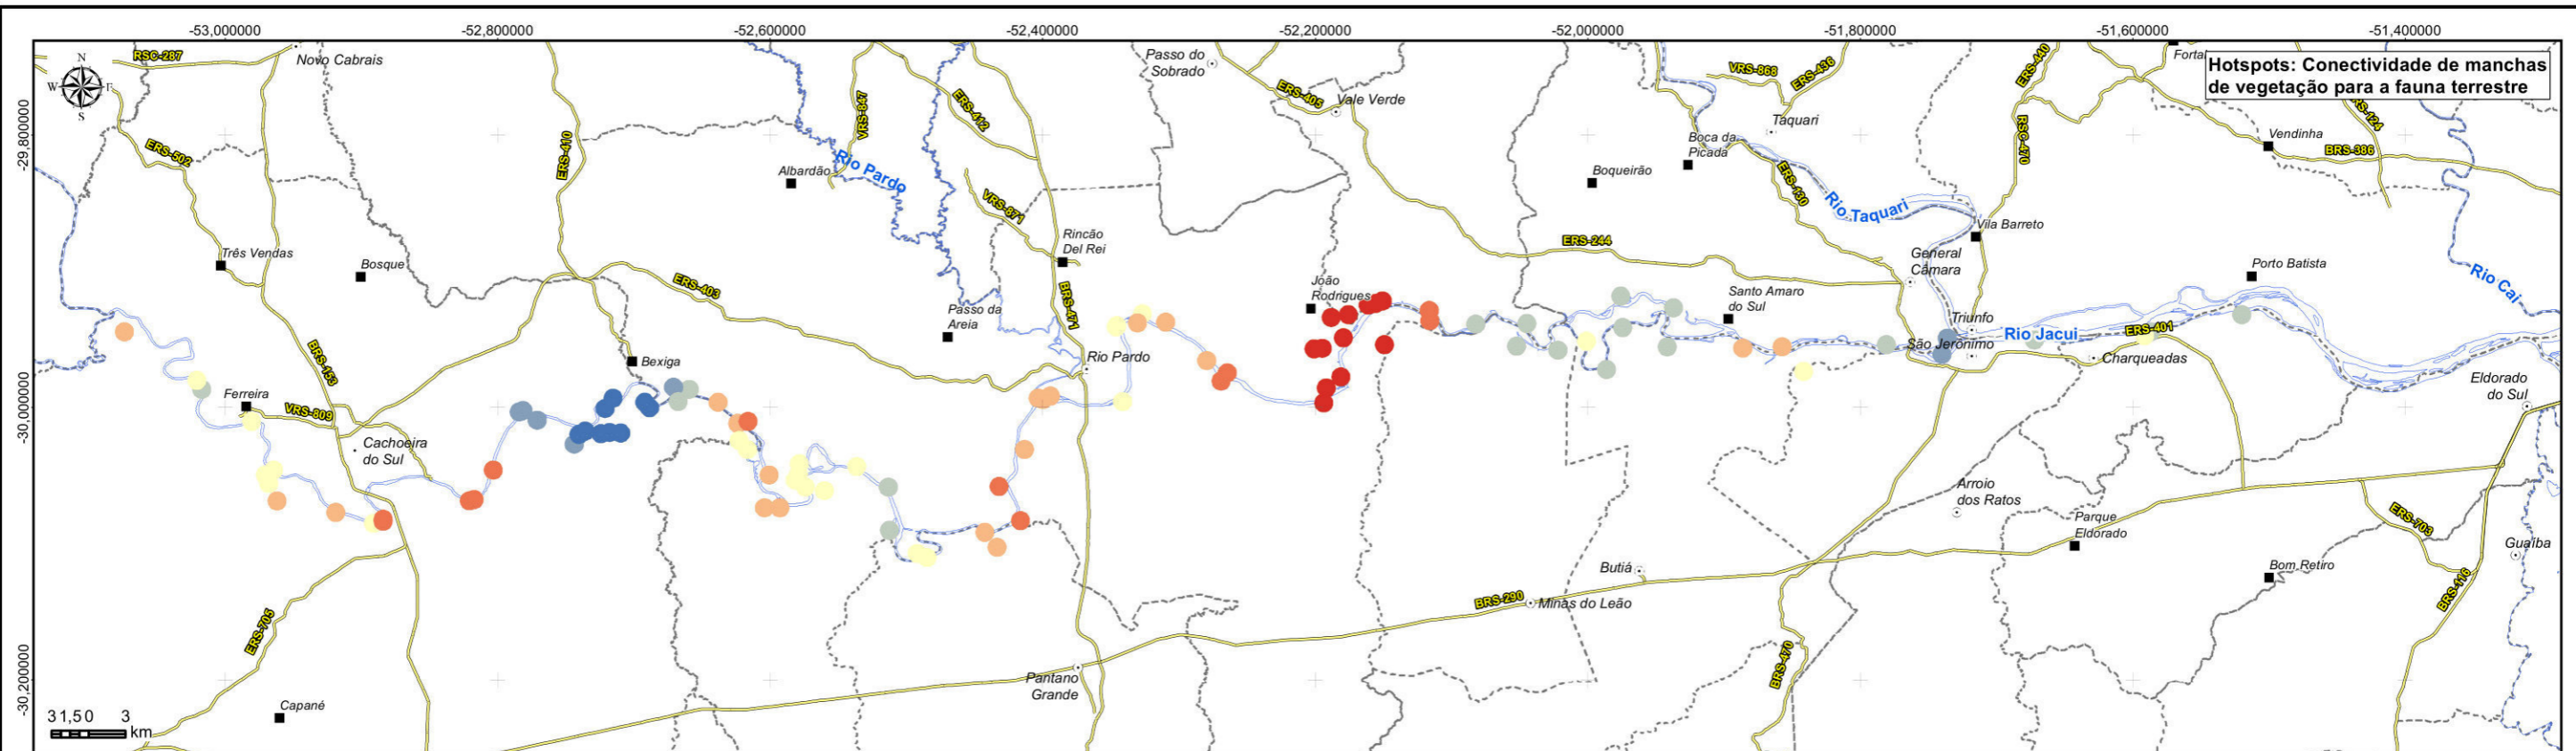 -53,000000
-52,800000
-52,600000
-52,400000
-52,200000
-52,000000
-51,800000
-51,600000
-51,400000
Hotspots: Conectividade de manchas
de vegetação para a fauna terrestre
N
W
E
S
RSC-287
Novo Cabrais
Passo do
Sobrado
VRS-868
ERS-436
ERS-440
-29,800000
VRS-847
ERS-412
ERS-405
Vale Verde
Taquari
RSC-470
Vendinha
BRS-386
ERS-502
ERS-410
Rio Pardo
Albardão
Boqueirão
Boca da
Picada
ERS-130
VRS-871
Rio Taquari
Vila Barreto
Três Vendas
Bosque
Rincão
Del Rei
ERS-244
General
Câmara
Porto Batista
Rio Cai
ERS-403
BRS-471
João
Rodrigues
Santo Amaro
do Sul
Passo da
Areia
Triunfo
Rio Jacui
ERS-401
BRS-153
Bexiga
Rio Pardo
São Jerônimo
Charqueadas
Eldorado
do Sul
-30,000000
Ferreira
VRS-809
Cachoeira
do Sul
Arroio
dos Ratos
Parque
Eldorado
ERS-703
Guaíba
Butiá
Bom Retiro
BRS-116
BRS-290
Minas do Leão
ERS-705
-30,200000
Pantano
Grande
BRS-470
Capané
3 1,5 0 3
km